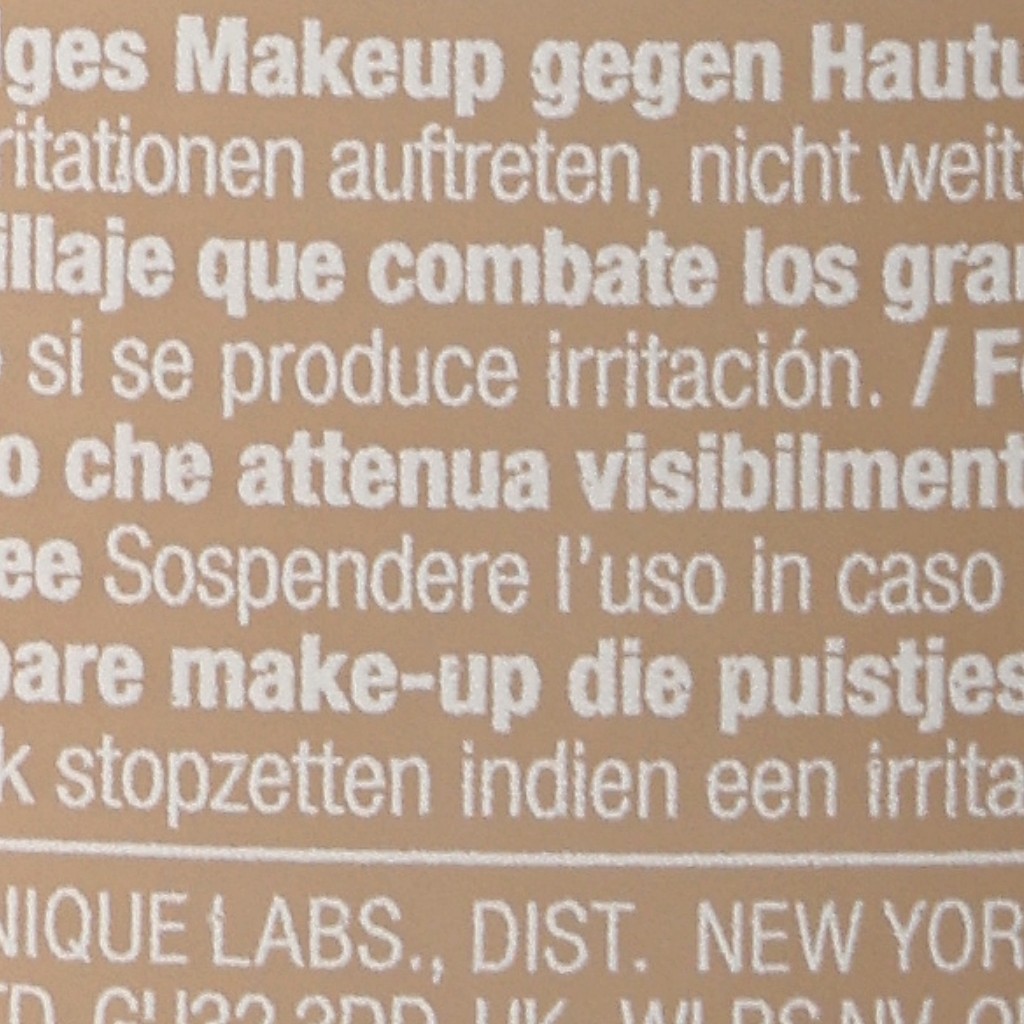 iges Makeup gegen Hautu
ritationen auftreten, nicht weit
illaje que combate los gra
si se produce irritación. / F
o che attenua visibilment
ee Sospendere l'uso in caso
pare make-up die puistjes
k stopzetten indien een irrita
NIQUE LABS., DIST. NEW YOR